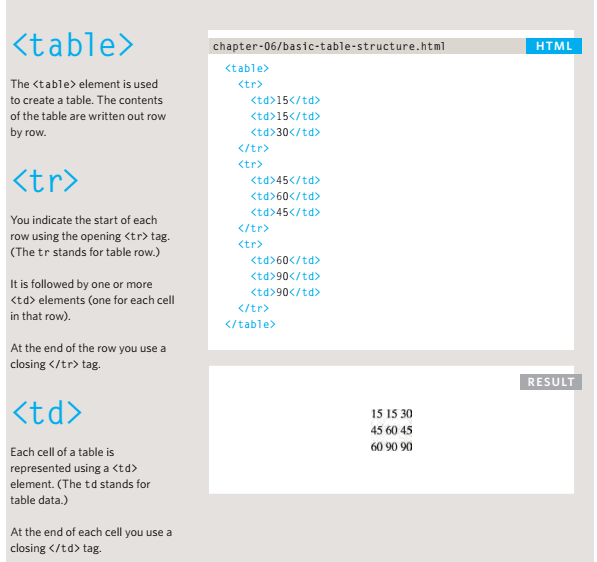 <table>
The <table> element is used
to create a table. The contents
of the table are written out row
by row.
<tr>
You indicate the start of each
row using the opening <tr> tag.
(The tr stands for table row.)
It is followed by one or more
<td> elements (one for each cell
in that row).
At the end of the row you use a
closing </tr> tag.
<td>
Each cell of a table is
represented using a <td>
element. (The td stands for
table data.)
At the end of each cell you use a
closing </td> tag.
chapter-06/basic-table-structure.html HTML
<table>
<tr>
<td>15</td>
<td>15</td>
<td>30</td>
</tr>
<tr>
<td>45</td>
<td>60</td>
<td>45</td>
</tr>
<tr>
<td>60</td>
<td>90</td>
<td>90</td>
</tr>
</table>
RESULT
15 15 30
45 60 45
60 90 90